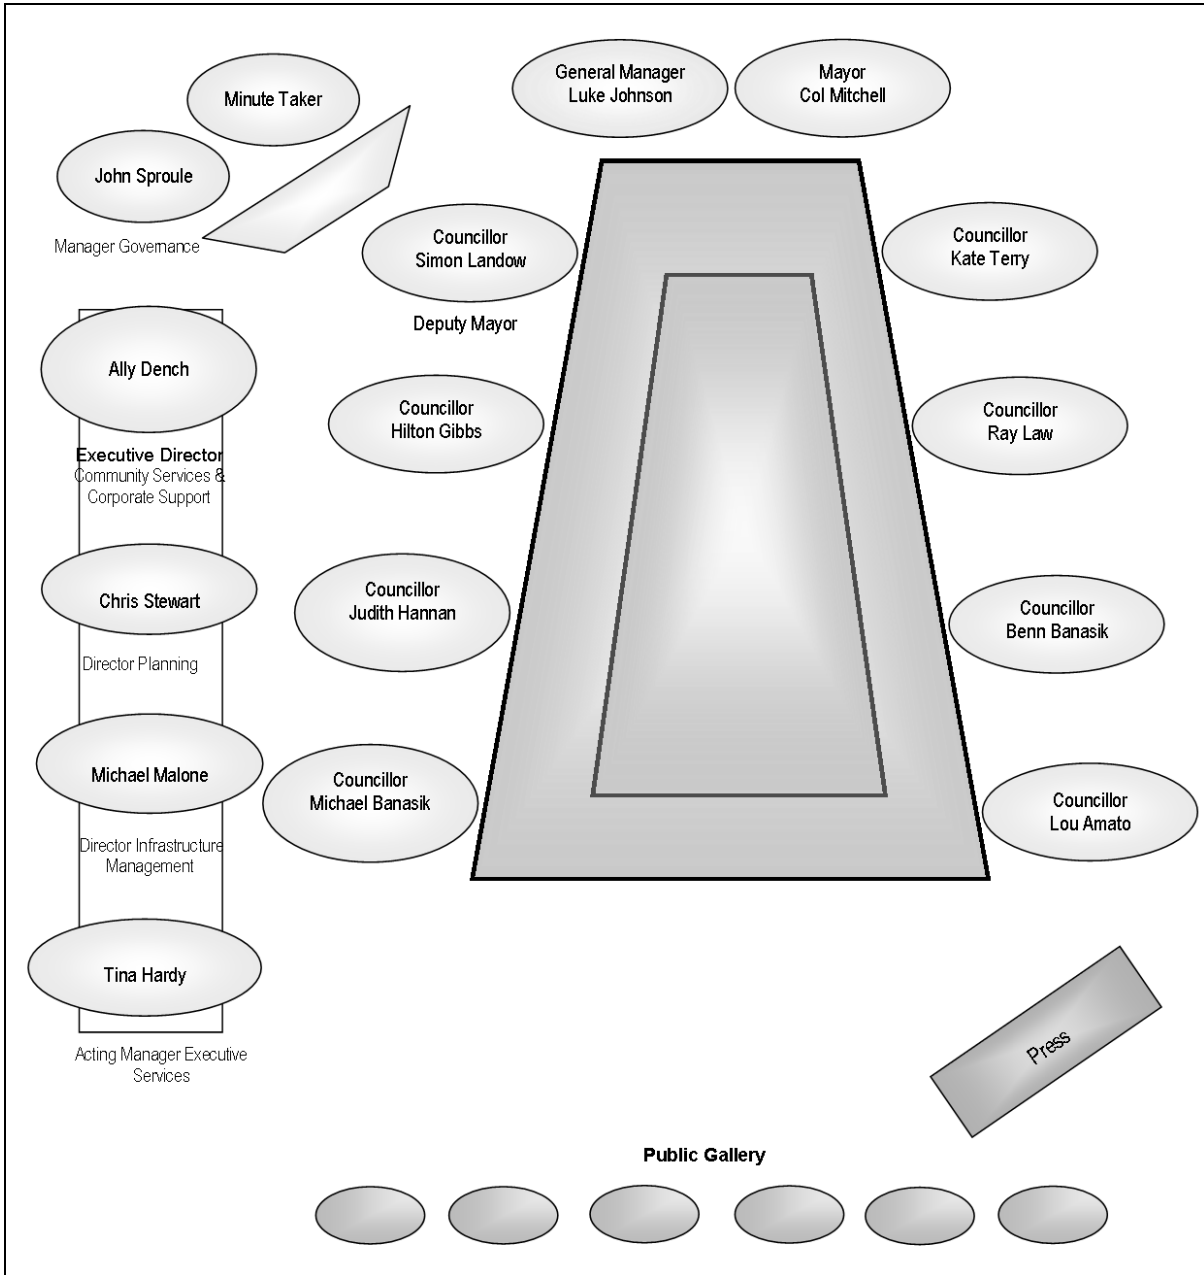 General Manager
Luke Johnson
Mayor
Col Mitchell
Minute Taker
John Sproule
Manager Governance
Councillor
Simon Landow
Deputy Mayor
Councillor
Kate Terry
Ally Dench
Executive Director
Community Services &
Corporate Support
Councillor
Hilton Gibbs
Councillor
Ray Law
Chris Stewart
Director Planning
Councillor
Judith Hannan
Councillor
Benn Banasik
Michael Malone
Director Infrastructure
Management
Councillor
Michael Banasik
Councillor
Lou Amato
Tina Hardy
Acting Manager Executive
Services
Press
Public Gallery